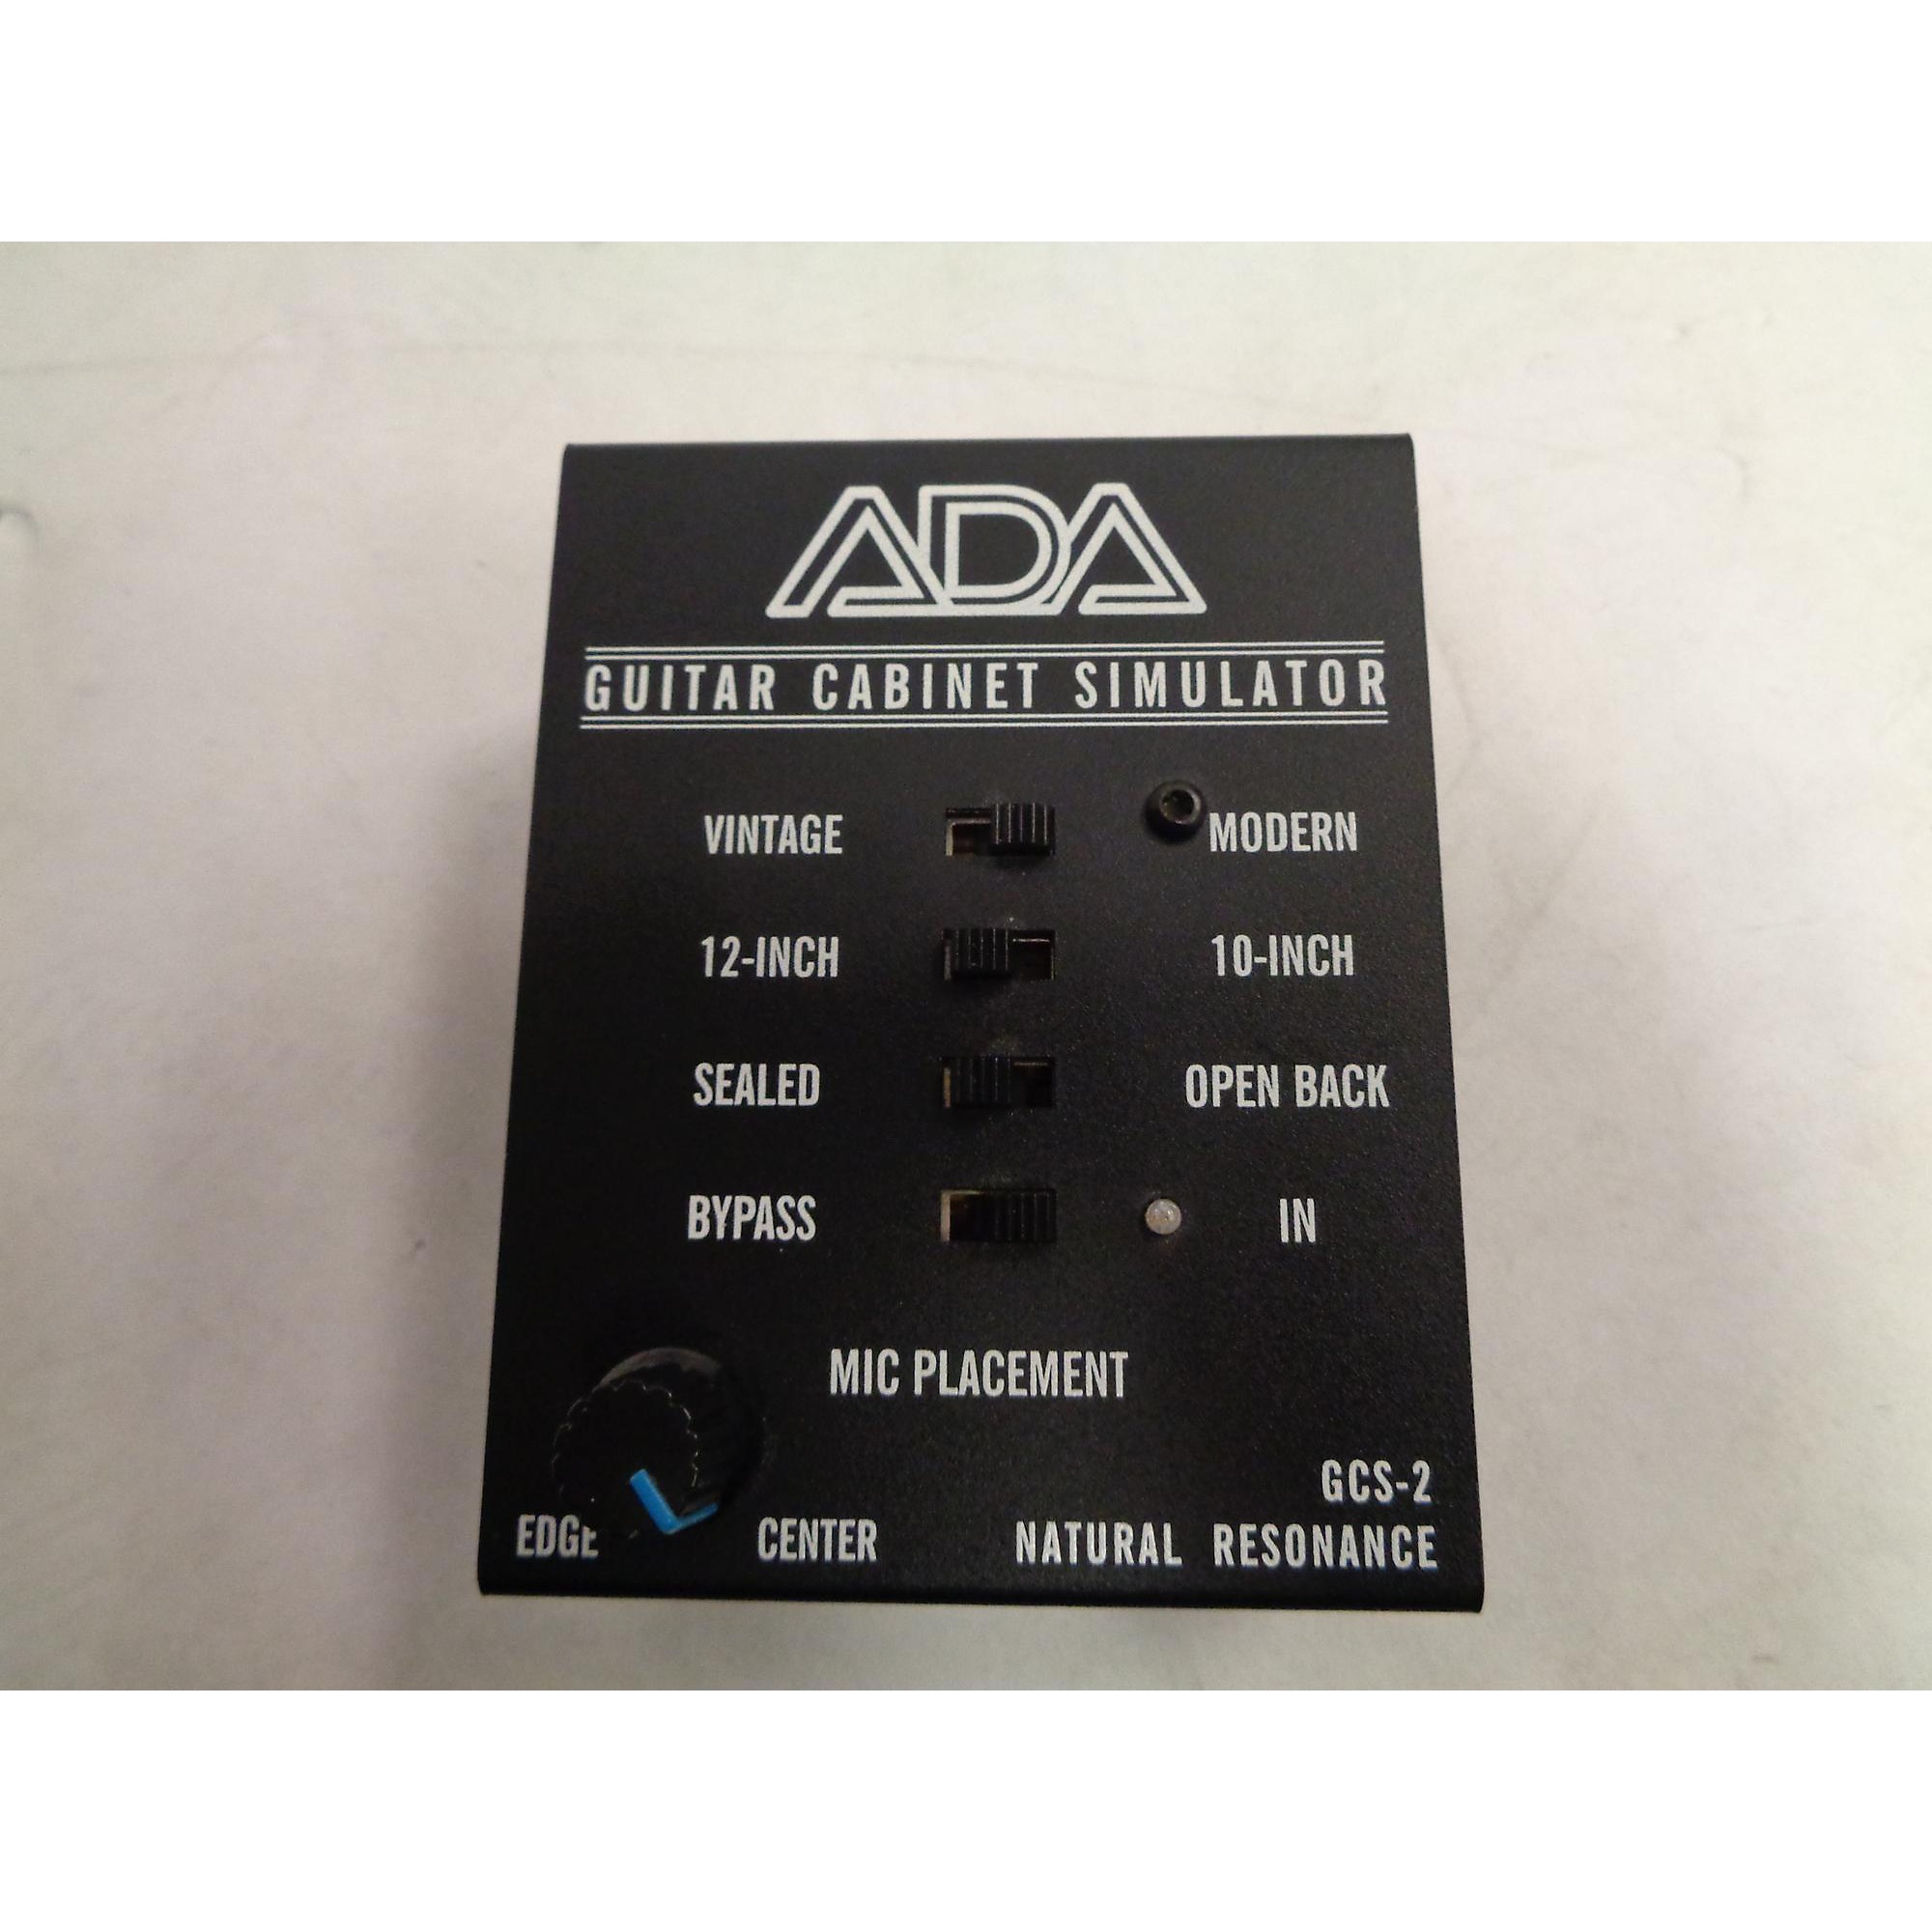 ADA
GUITAR CABINET SIMULATOR
VINTAGE MODERN
12-INCH 10-INCH
SEALED OPEN BACK
BYPASS IN
MIC PLACEMENT
GCS-2
EDGE CENTER NATURAL RESONANCE